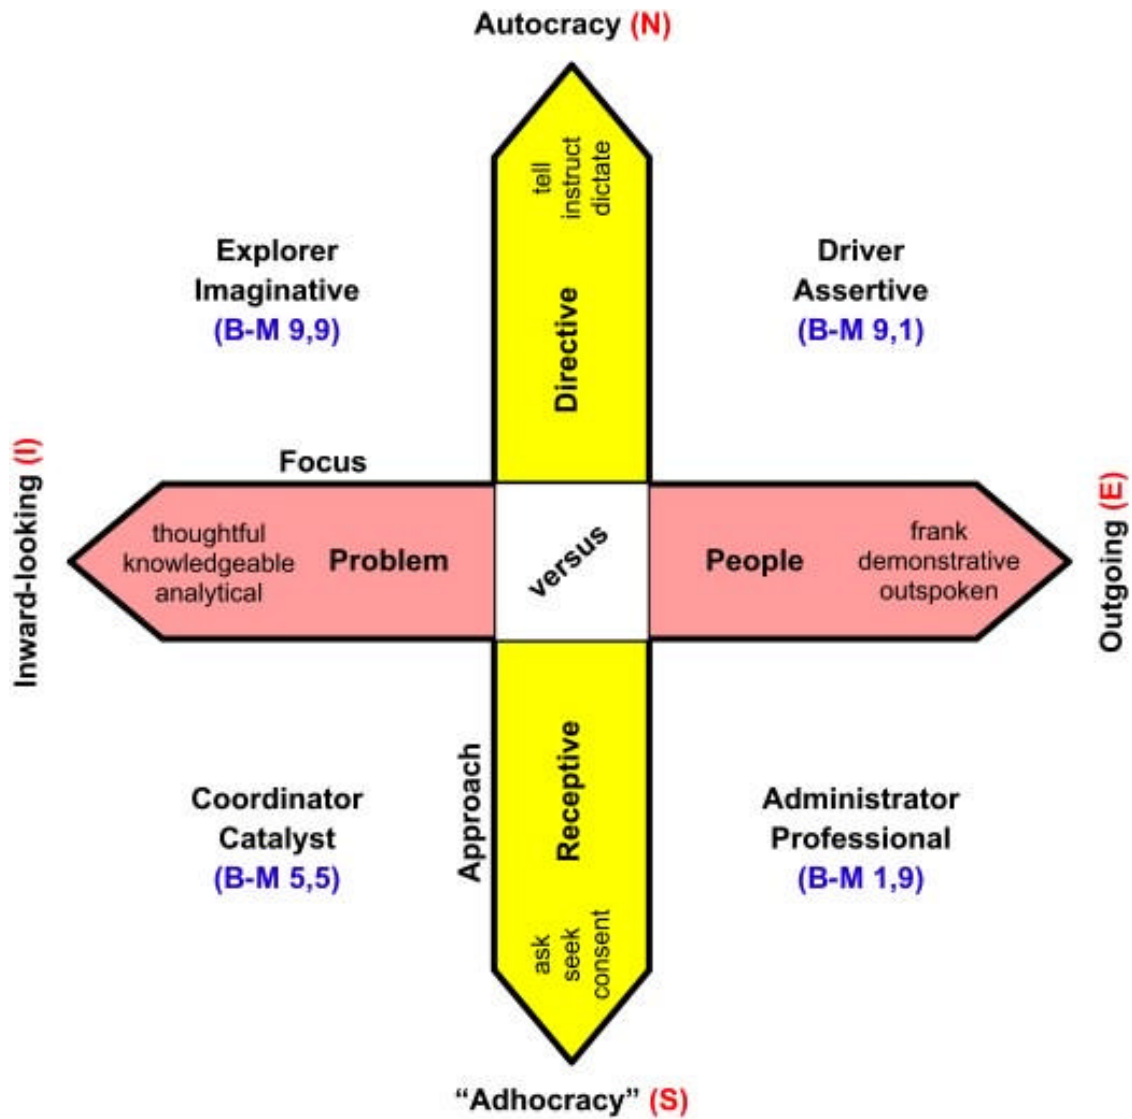 Autocracy (N)
tell
instruct
dictate
Directive
Explorer
Imaginative
(B-M 9,9)
Driver
Assertive
(B-M 9,1)
Inward-looking (I)
Focus
thoughtful
knowledgeable
analytical
Problem
versus
People
frank
demonstrative
outspoken
Outgoing (E)
Approach
Receptive
ask
seek
consent
Coordinator
Catalyst
(B-M 5,5)
Administrator
Professional
(B-M 1,9)
“Adhocracy” (S)